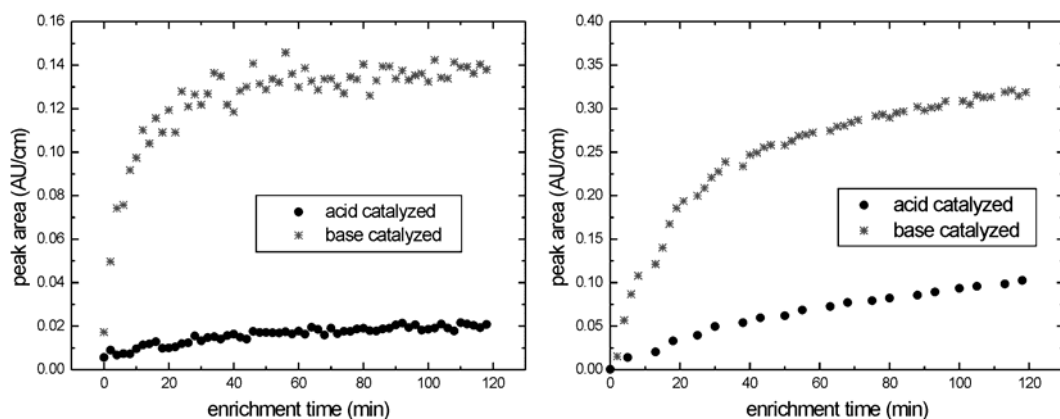 0.16
0.14
0.12
0.10
0.08
0.06
0.04
0.02
0.00
peak area (AU/cm)
acid catalyzed
base catalyzed
0 20 40 60 80 100 120
enrichment time (min)
0.40
0.35
0.30
0.25
0.20
0.15
0.10
0.05
0.00
peak area (AU/cm)
acid catalyzed
base catalyzed
0 20 40 60 80 100 120
enrichment time (min)